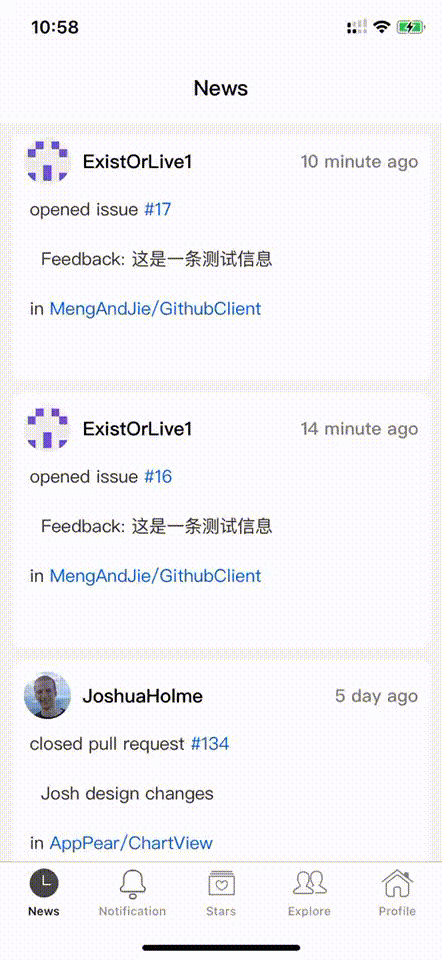 10:58
News
ExistOrLive1 10 minute ago
opened issue #17
Feedback: 这是一条测试信息
in MengAndJie/GithubClient
ExistOrLive1 14 minute ago
opened issue #16
Feedback: 这是一条测试信息
in MengAndJie/GithubClient
JoshuaHolme 5 day ago
closed pull request #134
Josh design changes
in AppPear/ChartView
News Notification Stars Explore Profile